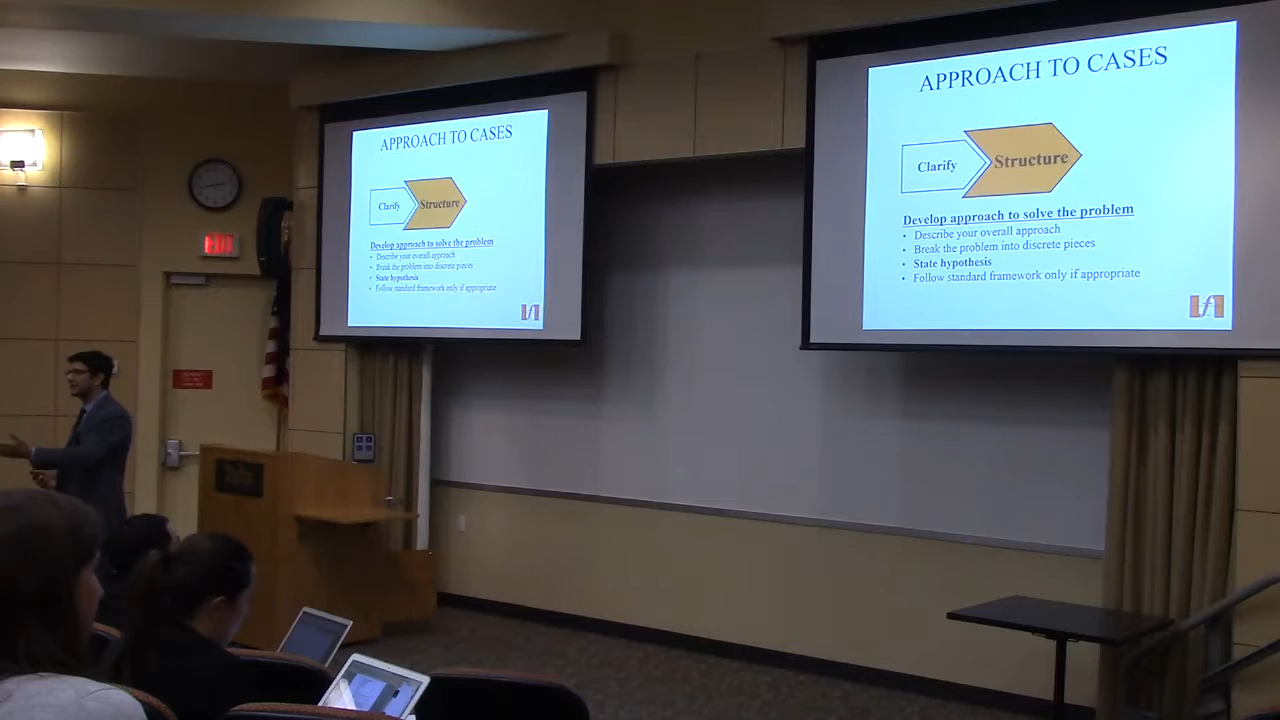 APPROACH TO CASES
Clarify
Structure
Develop approach to solve the problem
• Describe your overall approach
• Break the problem into discrete pieces
• State hypothesis
• Follow standard framework only if appropriate
APPROACH TO CASES
Clarify
Structure
Develop approach to solve the problem
• Describe your overall approach
• Break the problem into discrete pieces
• State hypothesis
• Follow standard framework only if appropriate
EXIT